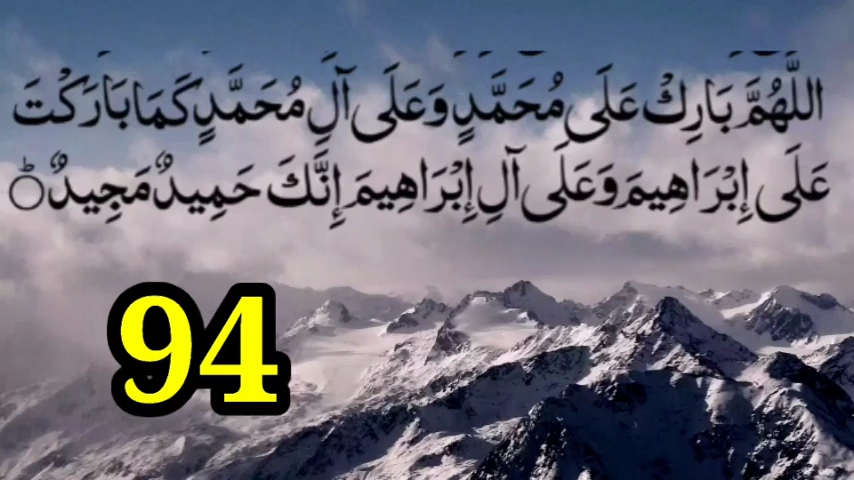 اللَّهُمَّ بَارِكْ عَلَى مُحَمَّدٍ وَعَلَى آلِ مُحَمَّدٍ كَمَا بَارَكْتَ
عَلَى إِبْرَاهِيمَ وَعَلَى آلِ إِبْرَاهِيمَ إِنَّكَ حَمِيدٌ مَجِيدٌ
94